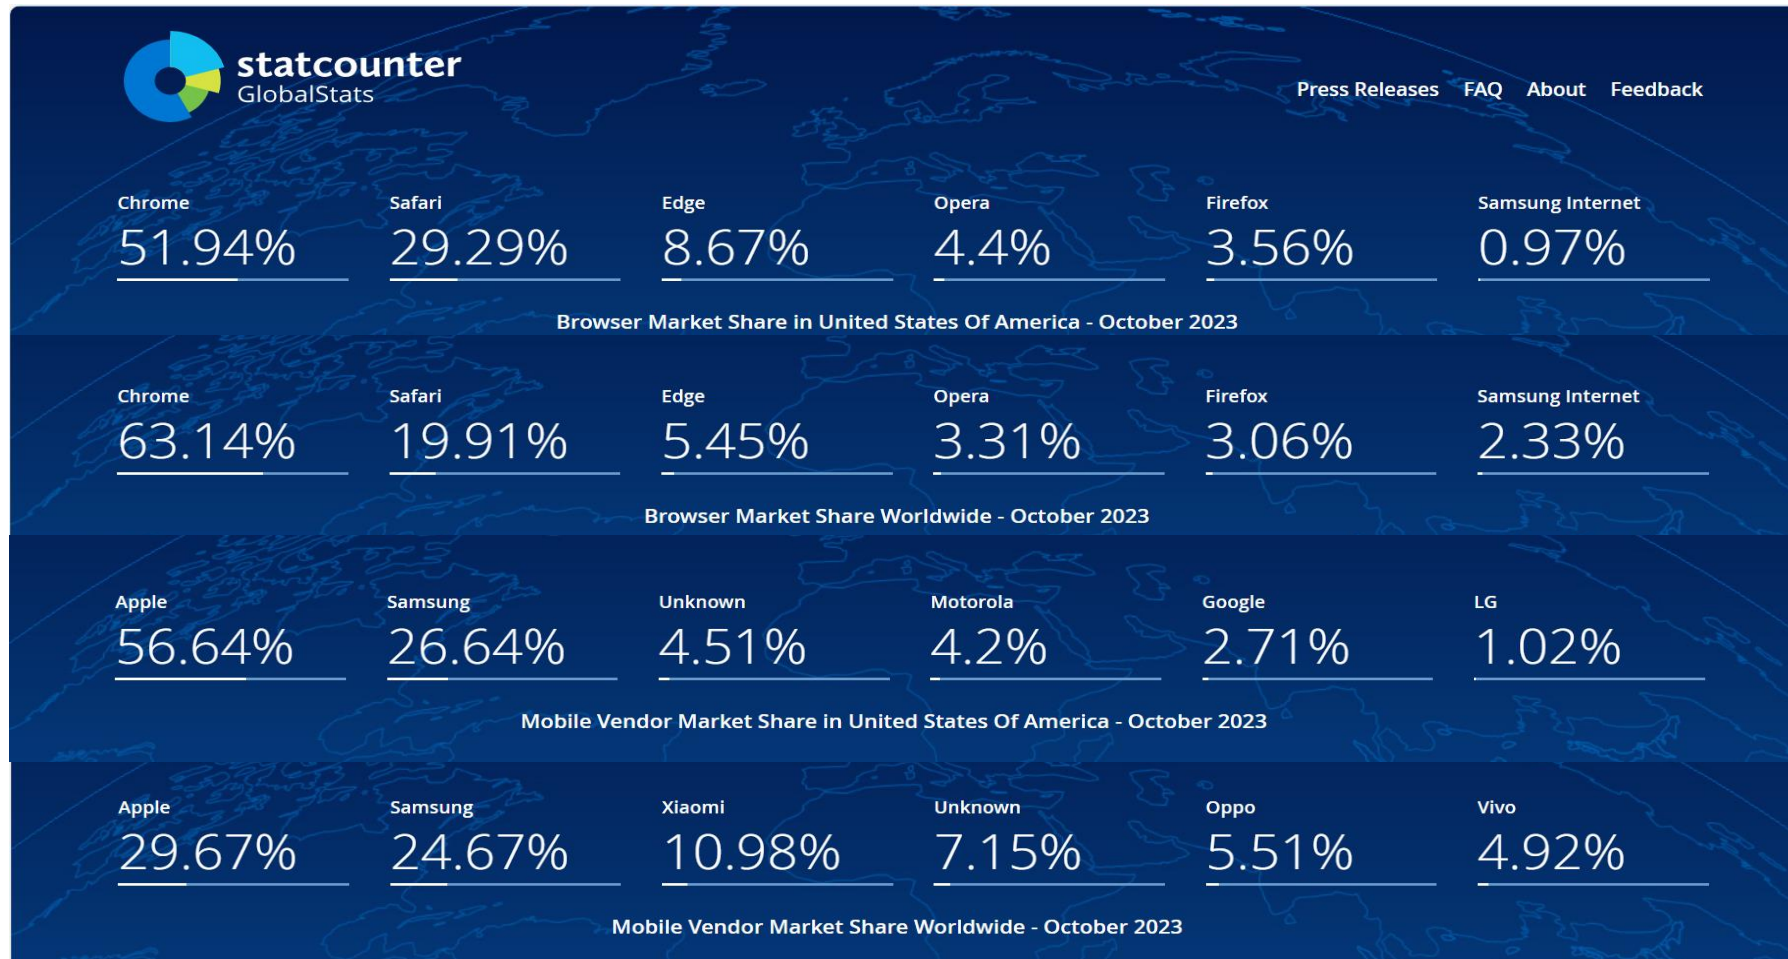 statcounter
GlobalStats
Press Releases FAQ About Feedback
Chrome Safari Edge Opera Firefox Samsung Internet
51.94% 29.29% 8.67% 4.4% 3.56% 0.97%
Browser Market Share in United States Of America - October 2023
Chrome Safari Edge Opera Firefox Samsung Internet
63.14% 19.91% 5.45% 3.31% 3.06% 2.33%
Browser Market Share Worldwide - October 2023
Apple Samsung Unknown Motorola Google LG
56.64% 26.64% 4.51% 4.2% 2.71% 1.02%
Mobile Vendor Market Share in United States Of America - October 2023
Apple Samsung Xiaomi Unknown Oppo Vivo
29.67% 24.67% 10.98% 7.15% 5.51% 4.92%
Mobile Vendor Market Share Worldwide - October 2023